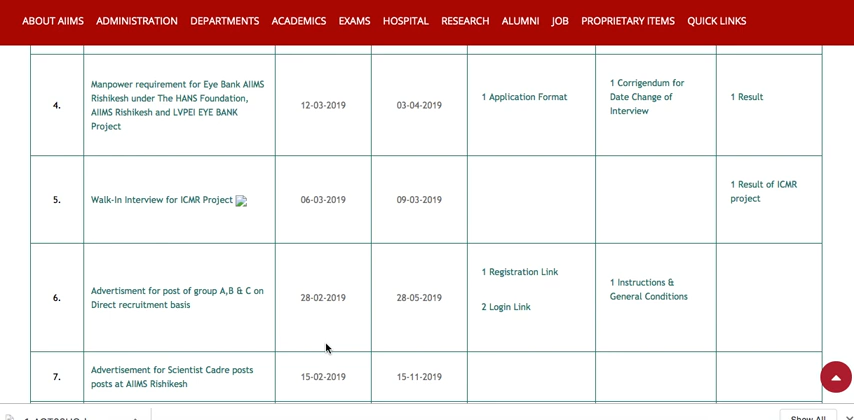 ABOUT AIIMS ADMINISTRATION DEPARTMENTS ACADEMICS EXAMS HOSPITAL RESEARCH ALUMNI JOB PROPRIETARY ITEMS QUICK LINKS
4.
Manpower requirement for Eye Bank AIIMS
Rishikesh under The HANS Foundation,
AIIMS Rishikesh and LVPEI EYE BANK
Project
12-03-2019
03-04-2019
1 Application Format
1 Corrigendum for
Date Change of
Interview
1 Result
5.
Walk-In Interview for ICMR Project
06-03-2019
09-03-2019
1 Result of ICMR
project
6.
Advertisment for post of group A,B & C on
Direct recruitment basis
28-02-2019
28-05-2019
1 Registration Link
2 Login Link
1 Instructions &
General Conditions
7.
Advertisement for Scientist Cadre posts
posts at AIIMS Rishikesh
15-02-2019
15-11-2019
Show All